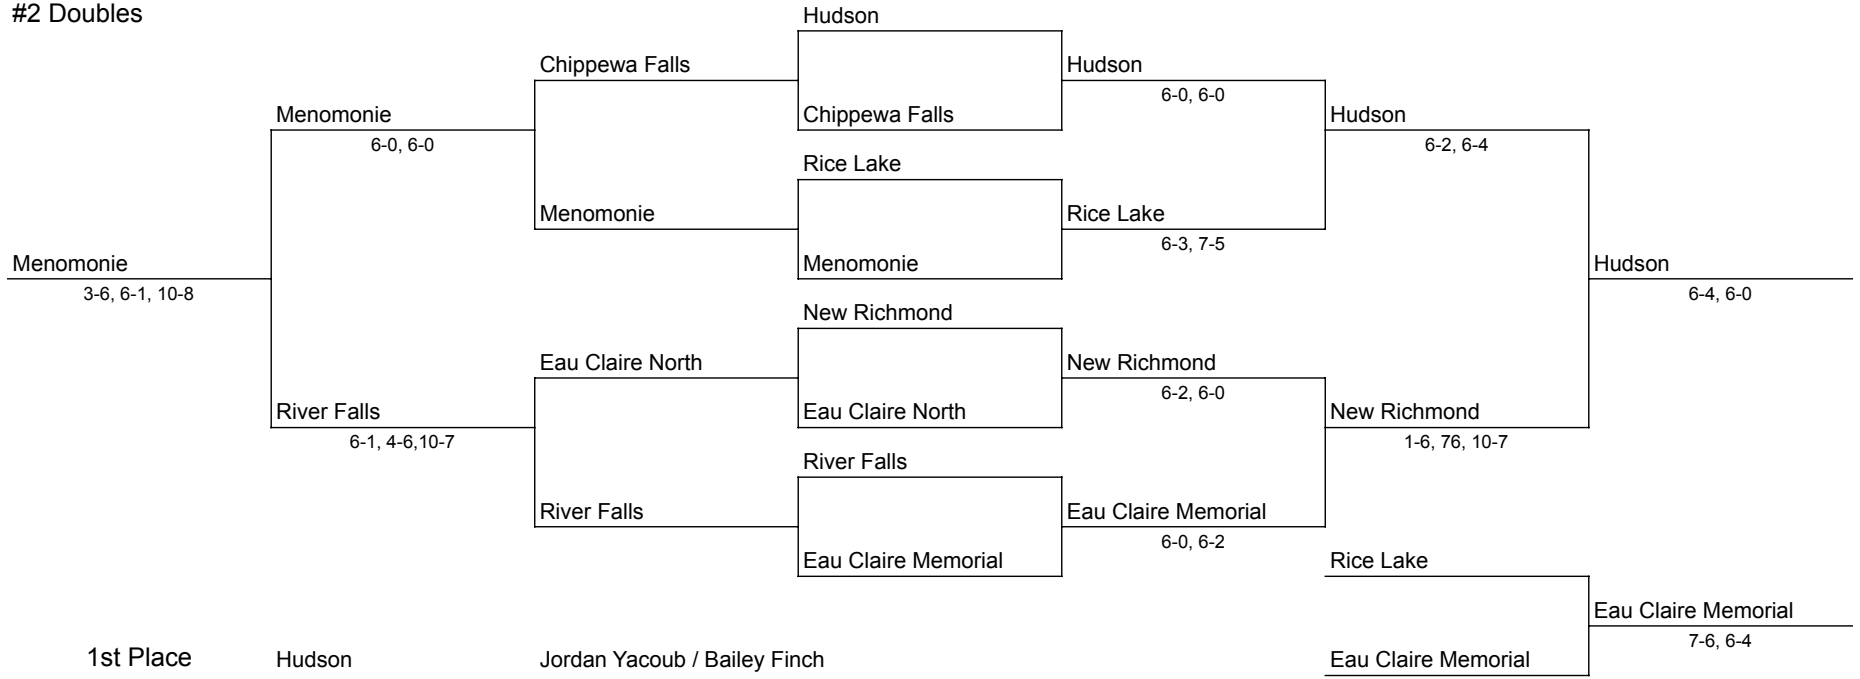 #2 Doubles
Hudson
Chippewa Falls
Hudson
6-0, 6-0
Menomonie
Chippewa Falls
Hudson
6-0, 6-0
6-2, 6-4
Rice Lake
Menomonie
Rice Lake
6-3, 7-5
Menomonie
Menomonie
Hudson
3-6, 6-1, 10-8
6-4, 6-0
New Richmond
Eau Claire North
New Richmond
6-2, 6-0
River Falls
Eau Claire North
New Richmond
6-1, 4-6,10-7
1-6, 76, 10-7
River Falls
River Falls
Eau Claire Memorial
6-0, 6-2
Eau Claire Memorial
Rice Lake
Eau Claire Memorial
7-6, 6-4
1st Place Hudson Jordan Yacoub / Bailey Finch
Eau Claire Memorial